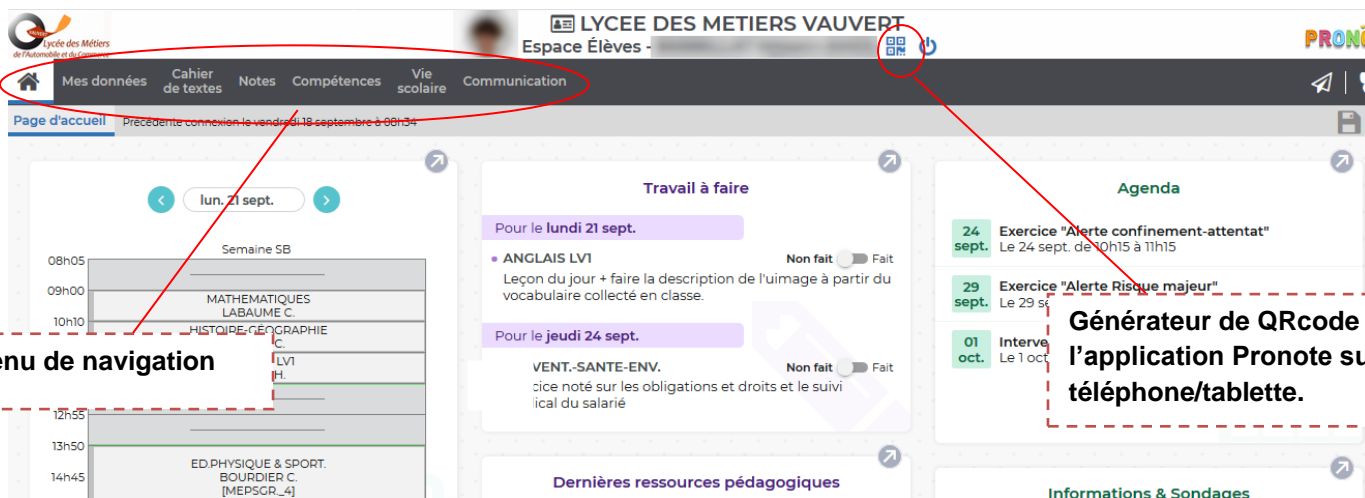 Lycée des Métiers
de l'Automobile et du Commerce
LYCEE DES METIERS VAUVERT
Espace Élèves -
PRONO
Mes données
Cahier
de textes
Notes
Compétences
Vie
scolaire
Communication
Page d'accueil
Précédente connexion le vendredi 18 septembre à 08h34
lun. 21 sept.
Semaine SB
08h05
09h00
MATHEMATIQUES
LABAUME C.
10h10
HISTOIRE-GÉOGRAPHIE
C.
LV1
H.
enu de navigation
12h55
13h50
ED.PHYSIQUE & SPORT.
BOURDIER C.
[MEPSGR._4]
14h45
Travail à faire
Pour le lundi 21 sept.
ANGLAIS LV1
Non fait
Fait
Leçon du jour + faire la description de l'uimage à partir du
vocabulaire collecté en classe.
Pour le jeudi 24 sept.
VENT.-SANTE-ENV.
Non fait
Fait
cice noté sur les obligations et droits et le suivi
ical du salarié
Dernières ressources pédagogiques
Agenda
24
sept.
Exercice "Alerte confinement-attentat"
Le 24 sept. de 10h15 à 11h15
29
sept.
Exercice "Alerte Risque majeur"
Le 29 se
01
oct.
Interve
Le 1 oct
Générateur de QRcode
l'application Pronote su
téléphone/tablette.
Informations & Sondages